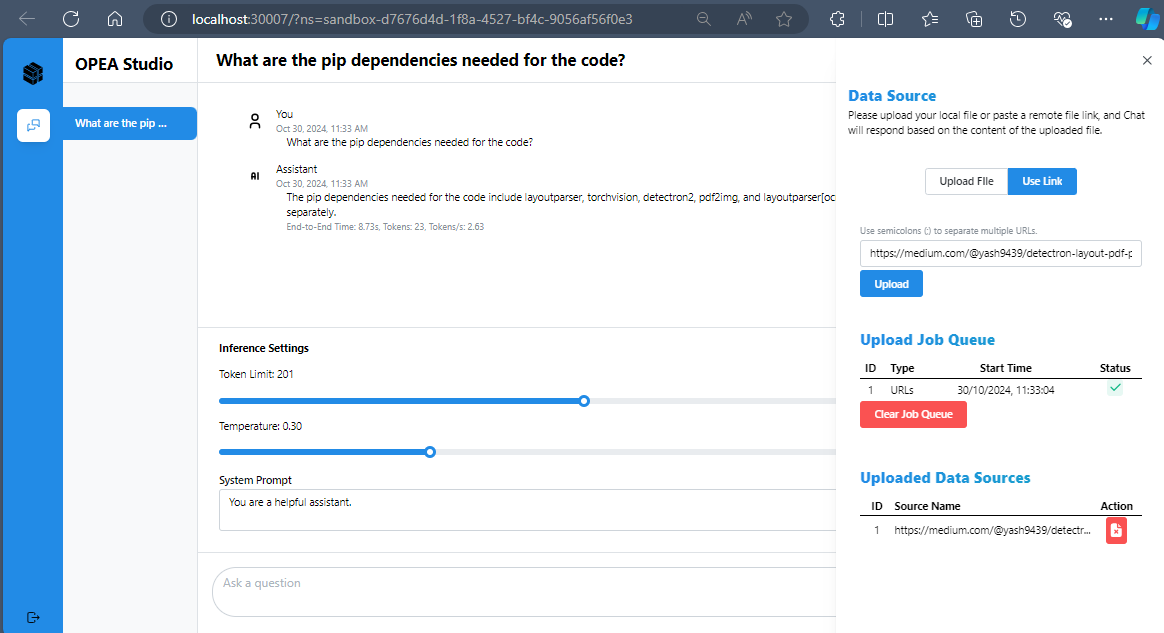 localhost:30007/?ns=sandbox-d7676d4d-1f8a-4527-bf4c-9056af56f0e3
OPEA Studio
What are the pip ...
What are the pip dependencies needed for the code?
You
Oct 30, 2024, 11:33 AM
What are the pip dependencies needed for the code?
AI
Assistant
Oct 30, 2024, 11:33 AM
The pip dependencies needed for the code include layoutparser, torchvision, detectron2, pdf2img, and layoutparser[oc
separately.
End-to-End Time: 8.73s, Tokens: 23, Tokens/s: 2.63
Inference Settings
Token Limit: 201
Temperature: 0.30
System Prompt
You are a helpful assistant.
Ask a question
Data Source
Please upload your local file or paste a remote file link, and Chat
will respond based on the content of the uploaded file.
Upload FIle
Use Link
Use semicolons (;) to separate multiple URLs.
https://medium.com/@yash9439/detectron-layout-pdf-p
Upload
Upload Job Queue
ID Type Start Time Status
1 URLs 30/10/2024, 11:33:04
Clear Job Queue
Uploaded Data Sources
ID Source Name Action
1 https://medium.com/@yash9439/detectr...